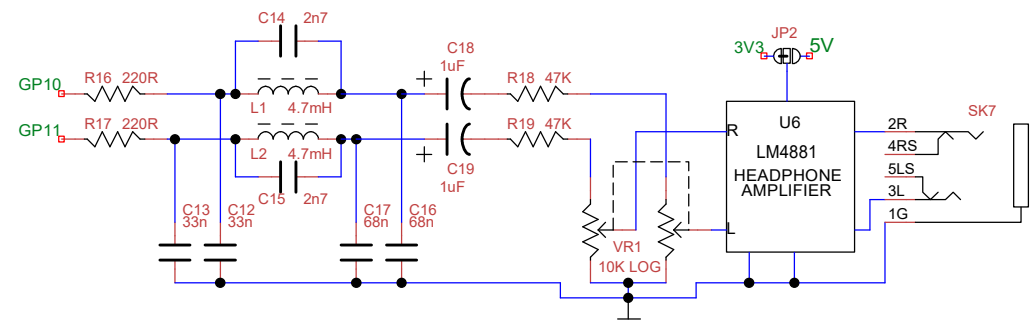 C14 2n7
JP2
3V3 5V
C18
1uF
GP10 R16 220R
R18 47K
L1 4.7mH
GP11 R17 220R
R19 47K
L2 4.7mH
C19
1uF
C15 2n7
R U6
LM4881
HEADPHONE
AMPLIFIER
L
SK7
2R
4RS
5LS
3L
1G
C13 C12
33n 33n
C17 C16
68n 68n
VR1
10K LOG